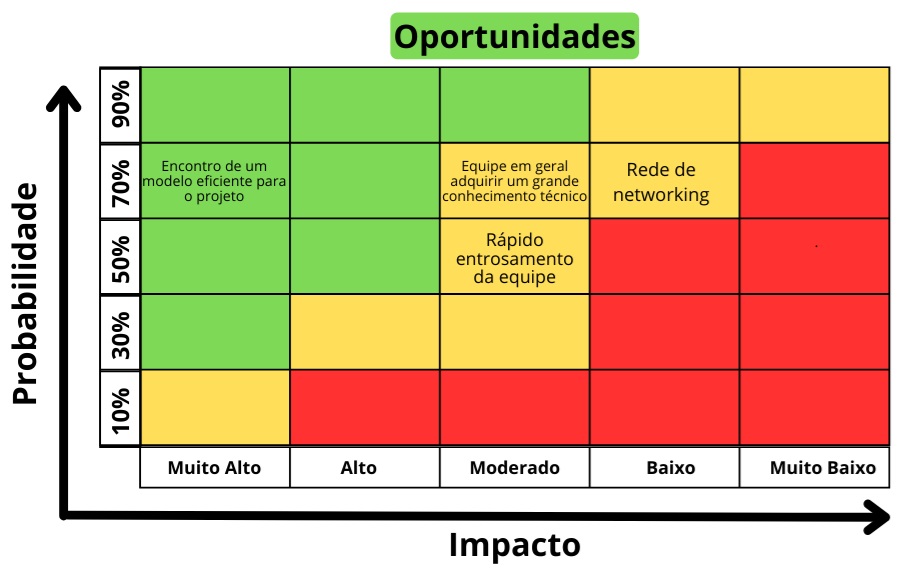 Oportunidades
Probabilidade
90%
70%
Encontro de um
modelo eficiente para
o projeto
Equipe em geral
adquirir um grande
conhecimento técnico
Rede de
networking
50%
Rápido
entrosamento
da equipe
.
30%
10%
Muito Alto
Alto
Moderado
Baixo
Muito Baixo
Impacto